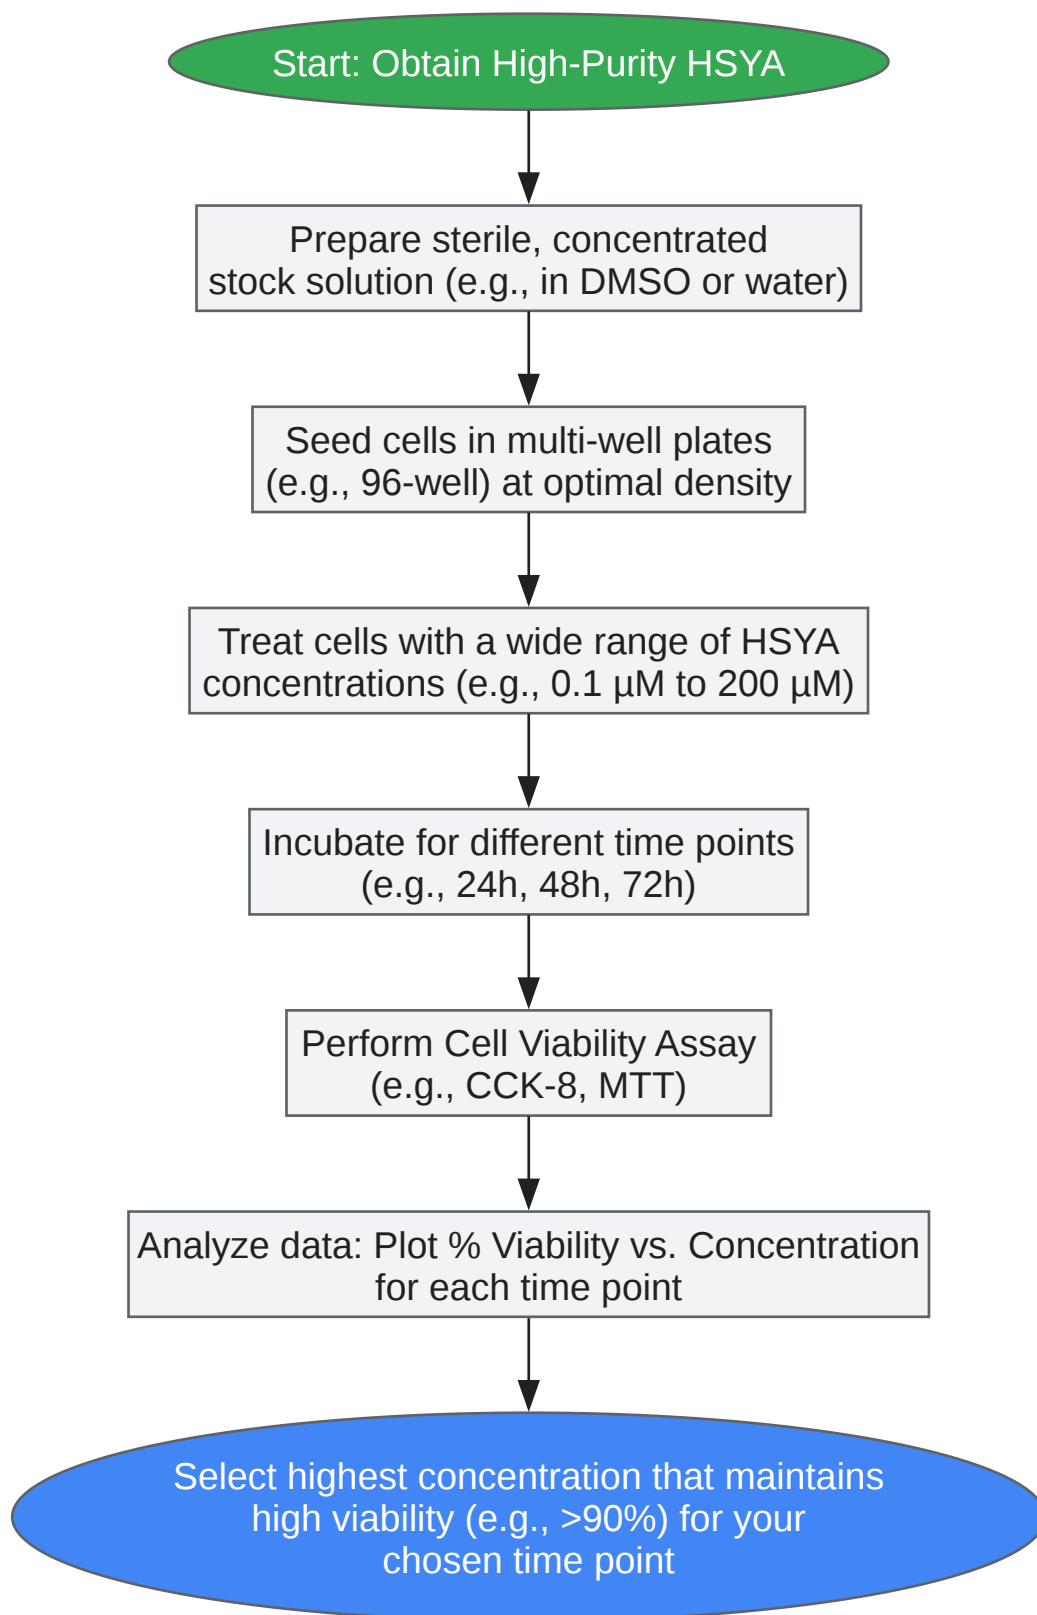 Start: Obtain High-Purity HSYA
Prepare sterile, concentrated
stock solution (e.g., in DMSO or water)
Seed cells in multi-well plates
(e.g., 96-well) at optimal density
Treat cells with a wide range of HSYA
concentrations (e.g., 0.1 µM to 200 µM)
Incubate for different time points
(e.g., 24h, 48h, 72h)
Perform Cell Viability Assay
(e.g., CCK-8, MTT)
Analyze data: Plot % Viability vs. Concentration
for each time point
Select highest concentration that maintains
high viability (e.g., >90%) for your
chosen time point